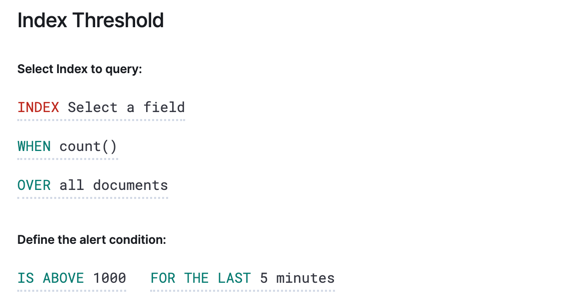 Index Threshold
Select Index to query:
INDEX Select a field
WHEN count()
OVER all documents
Define the alert condition:
IS ABOVE 1000 FOR THE LAST 5 minutes